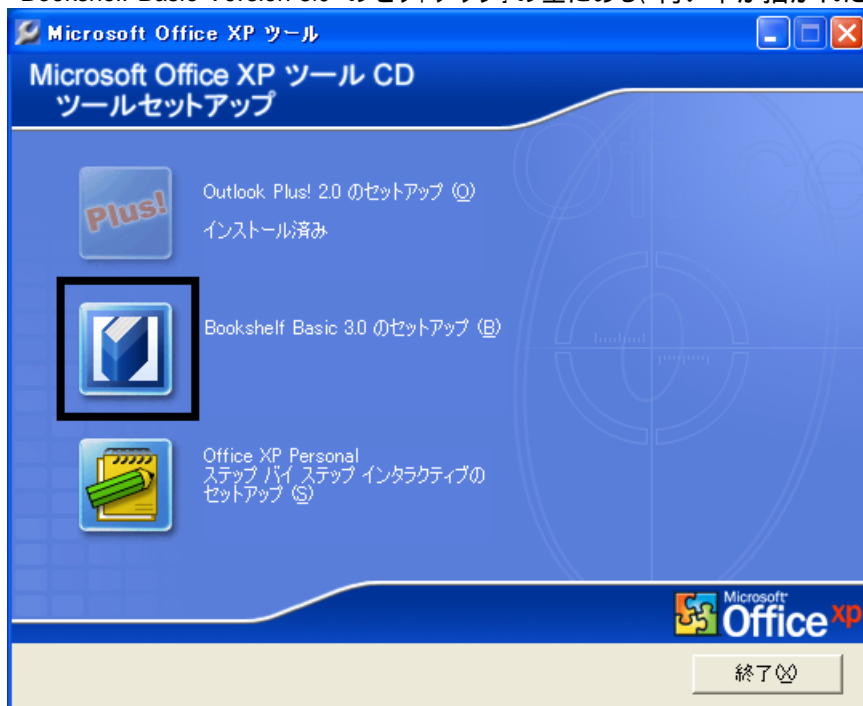 Microsoft Office XP ツール
Microsoft Office XP ツール CD
ツールセットアップ
Plus!
Outlook Plus! 2.0 のセットアップ (O)
インストール済み
Bookshelf Basic 3.0 のセットアップ (B)
Office XP Personal
ステップ バイ ステップ インタラクティブの
セットアップ (S)
Microsoft
Office xp
終了(X)